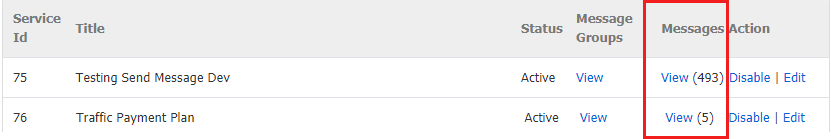 Service Id Title Status Message Groups Messages Action
75 Testing Send Message Dev Active View View (493) Disable | Edit
76 Traffic Payment Plan Active View View (5) Disable | Edit